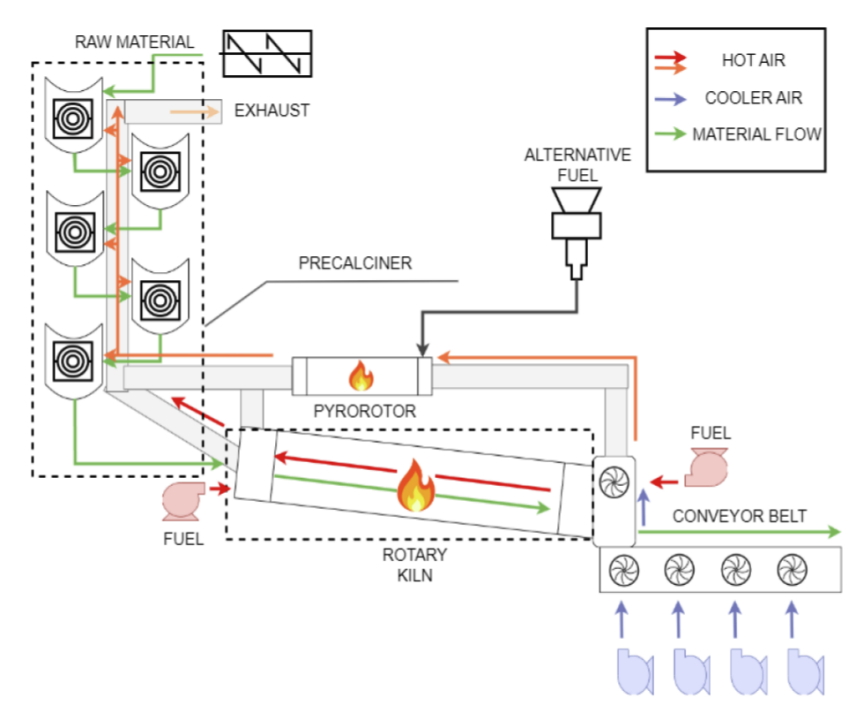 RAW MATERIAL
EXHAUST
HOT AIR
COOLER AIR
MATERIAL FLOW
ALTERNATIVE
FUEL
PRECALCINER
PYROROTOR
FUEL
FUEL
CONVEYOR BELT
ROTARY
KILN